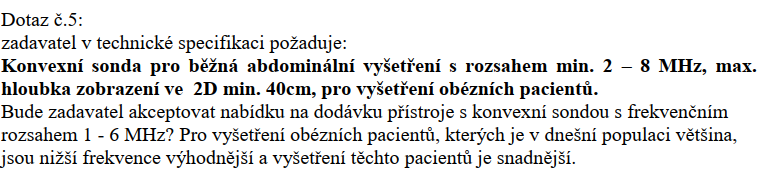 Dotaz č.5:
zadavatel v technické specifikaci požaduje:
Konvexní sonda pro běžná abdominální vyšetření s rozsahem min. 2 – 8 MHz, max.
hloubka zobrazení ve 2D min. 40cm, pro vyšetření obézních pacientů.
Bude zadavatel akceptovat nabídku na dodávku přístroje s konvexní sondou s frekvenčním
rozsahem 1 - 6 MHz? Pro vyšetření obézních pacientů, kterých je v dnešní populaci většina,
jsou nižší frekvence výhodnější a vyšetření těchto pacientů je snadnější.